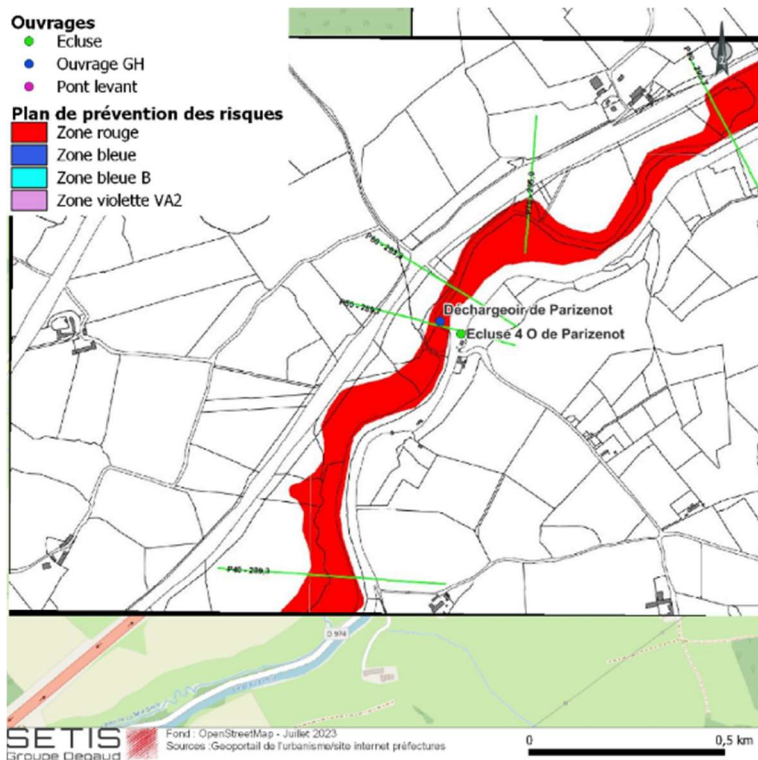 Ouvrages
Ecluse
Ouvrage GH
Pont levant
Plan de prévention des risques
Zone rouge
Zone bleue
Zone bleue B
Zone violette VA2
Déchargeoir de Parizenot
Ecluse 4 O de Parizenot
P40 - 289,3
D 974
SETIS
Groupe Degaud
Fond : OpenStreetMap - Juillet 2023
Sources :Geoportail de l'urbanisme/site internet préfectures
0
0,5 km